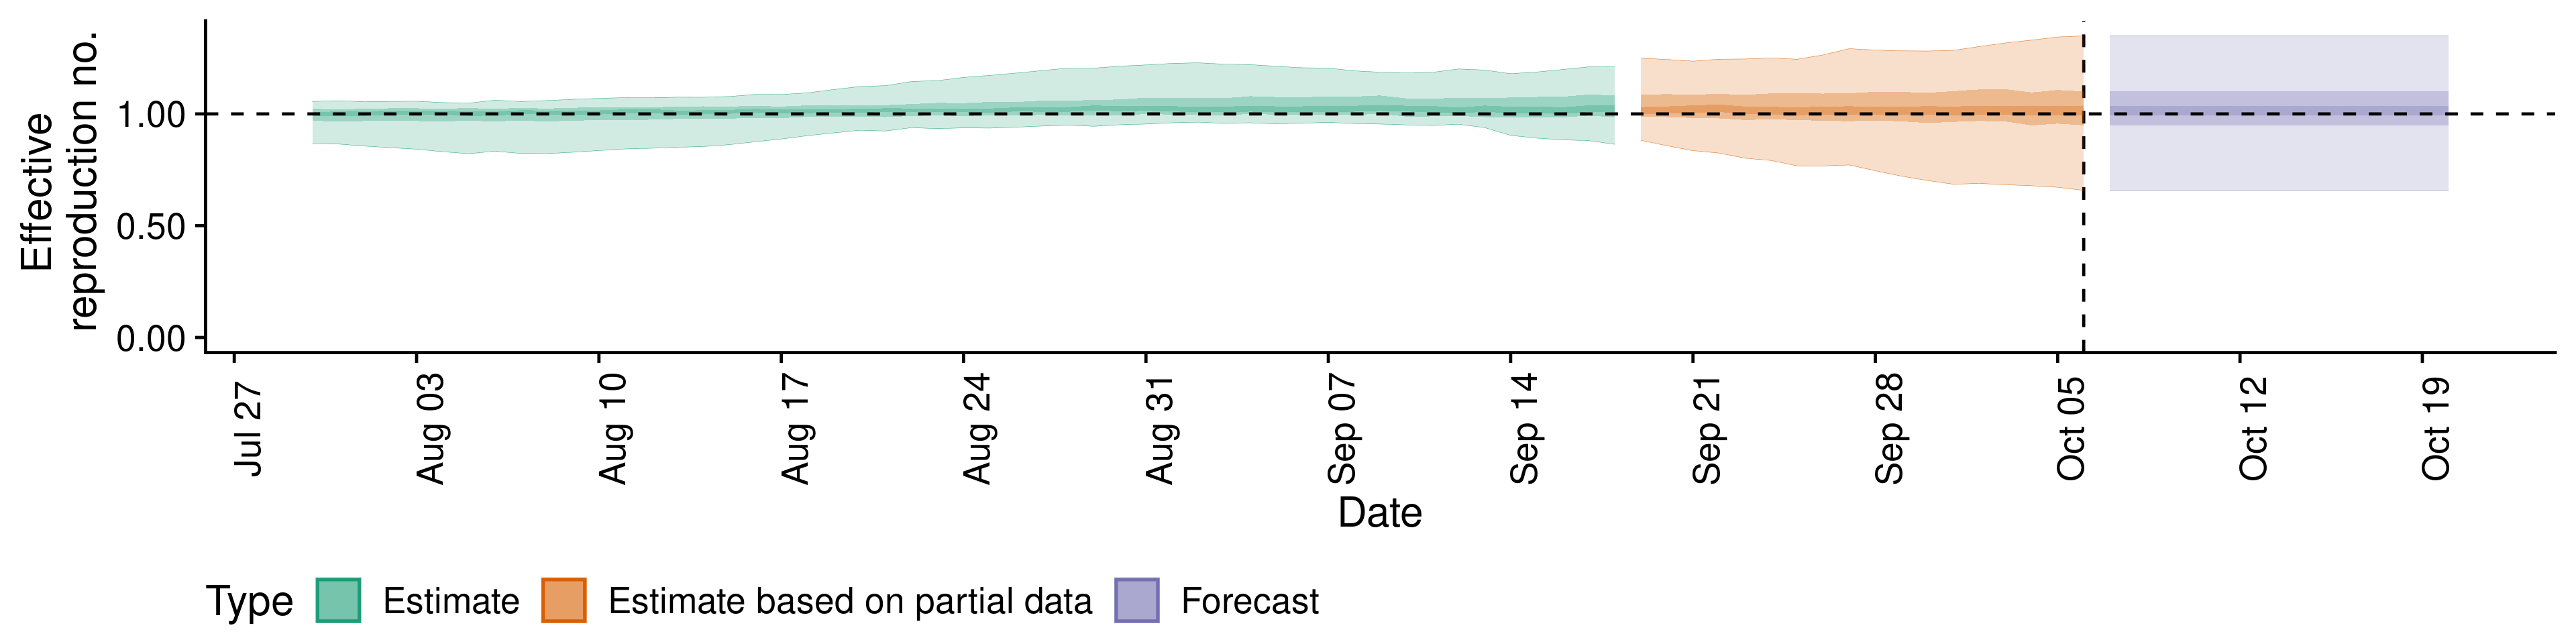 Effective
reproduction no.
1.00
0.50
0.00
Jul 27
Aug 03
Aug 10
Aug 17
Aug 24
Aug 31
Sep 07
Sep 14
Sep 21
Sep 28
Oct 05
Oct 12
Oct 19
Date
Type Estimate Estimate based on partial data Forecast